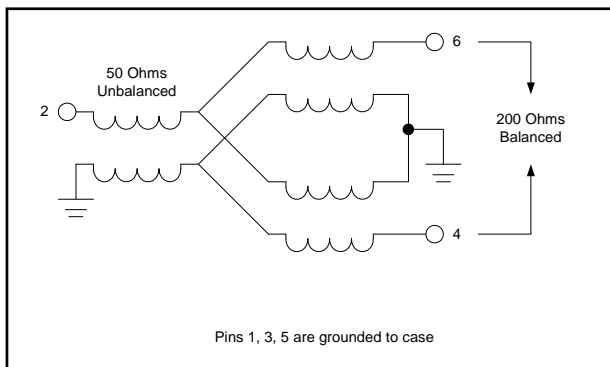 50 Ohms
Unbalanced
2
6
200 Ohms
Balanced
4
Pins 1, 3, 5 are grounded to case